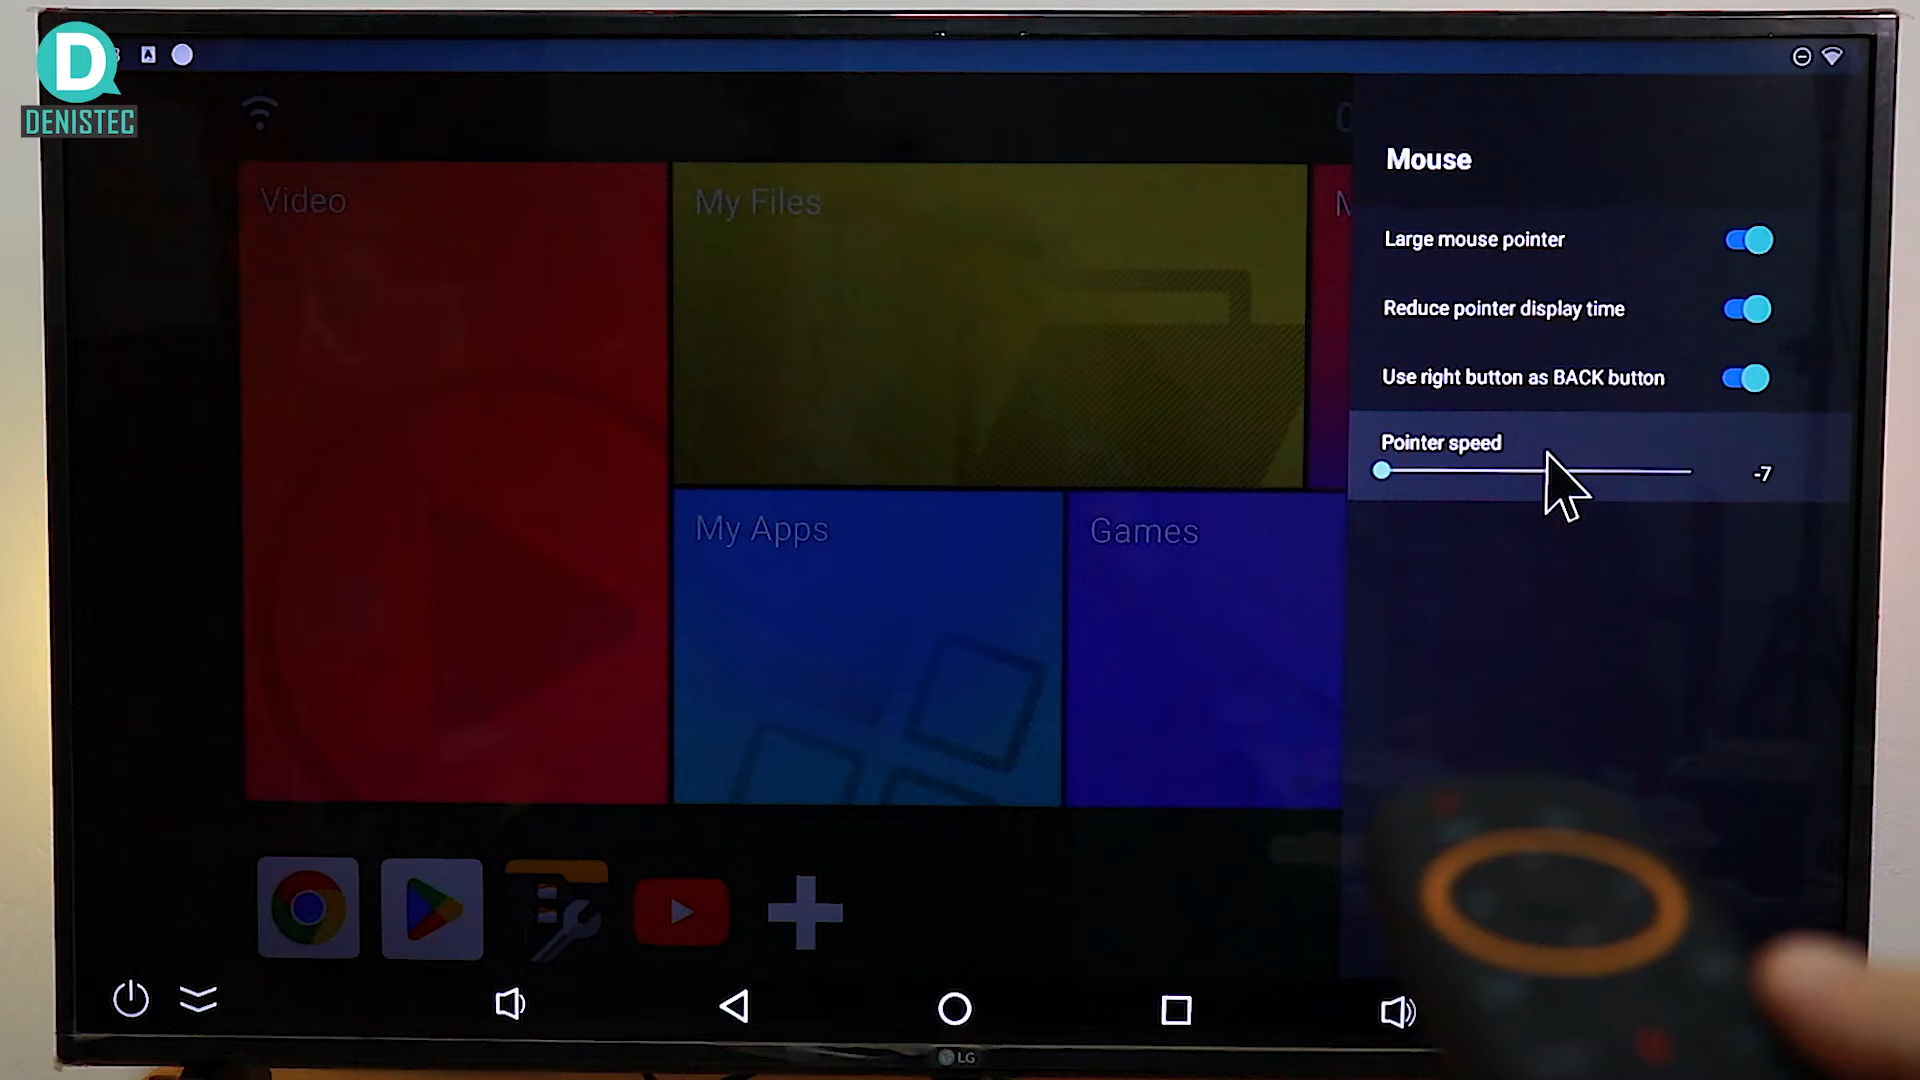 D
DENISTEC
Mouse
Video
My Files
Large mouse pointer
Reduce pointer display time
Use right button as BACK button
Pointer speed
-7
My Apps
Games
LG